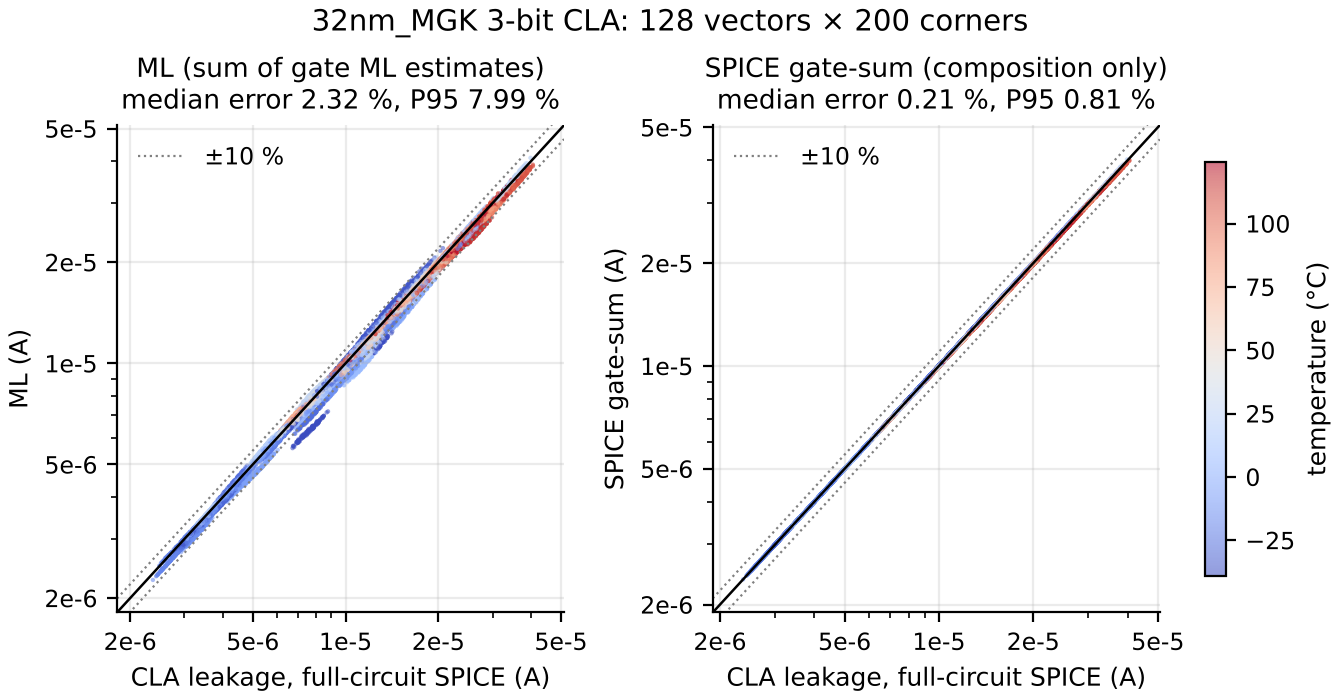 32nm_MGK 3-bit CLA: 128 vectors × 200 corners
ML (sum of gate ML estimates)
median error 2.32 %, P95 7.99 %
±10 %
5e-5
2e-5
1e-5
5e-6
2e-6
ML (A)
2e-6 5e-6 1e-5 2e-5 5e-5
CLA leakage, full-circuit SPICE (A)
SPICE gate-sum (composition only)
median error 0.21 %, P95 0.81 %
±10 %
5e-5
2e-5
1e-5
5e-6
2e-6
SPICE gate-sum (A)
2e-6 5e-6 1e-5 2e-5 5e-5
CLA leakage, full-circuit SPICE (A)
100
75
50
25
0
−25
temperature (°C)